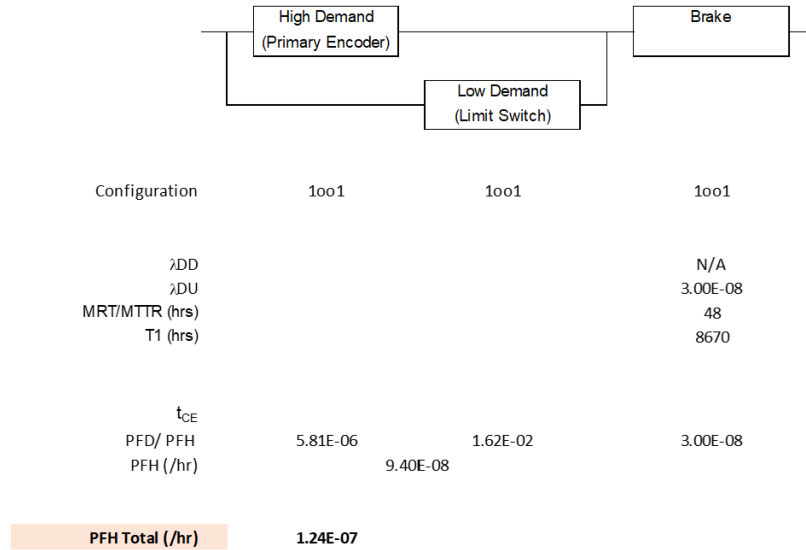 High Demand
(Primary Encoder)
Brake
Low Demand
(Limit Switch)
Configuration 1oo1 1oo1 1oo1
λDD N/A
λDU 3.00E-08
MRT/MTTR (hrs) 48
T1 (hrs) 8670
tCE
PFD/ PFH 5.81E-06 1.62E-02 3.00E-08
PFH (/hr) 9.40E-08
PFH Total (/hr) 1.24E-07